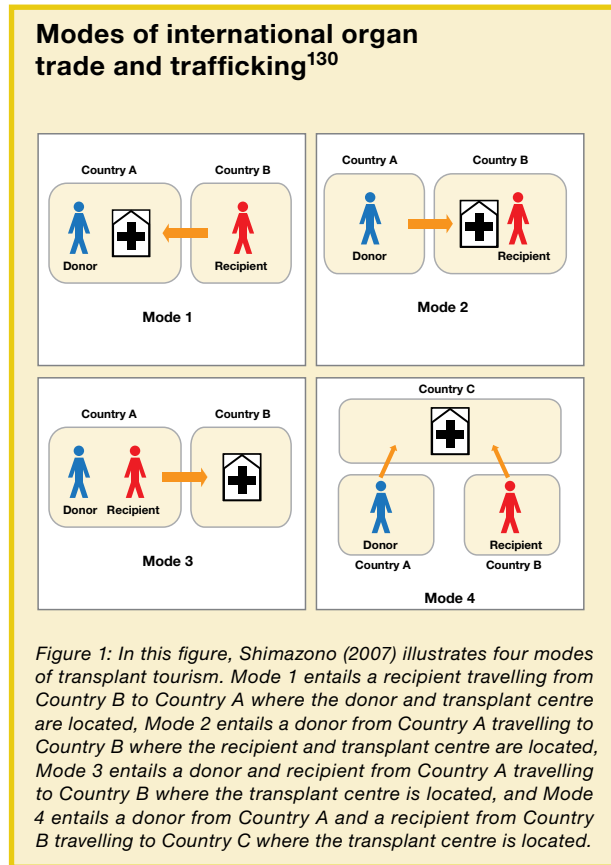 Modes of international organ
trade and trafficking130
Country A
Country B
Donor
Recipient
Mode 1
Country A
Country B
Donor
Recipient
Mode 2
Country A
Country B
Donor
Recipient
Mode 3
Country C
Donor
Recipient
Country A
Country B
Mode 4
Figure 1: In this figure, Shimazono (2007) illustrates four modes
of transplant tourism. Mode 1 entails a recipient travelling from
Country B to Country A where the donor and transplant centre
are located, Mode 2 entails a donor from Country A travelling to
Country B where the recipient and transplant centre are located,
Mode 3 entails a donor and recipient from Country A travelling
to Country B where the transplant centre is located, and Mode
4 entails a donor from Country A and a recipient from Country
B travelling to Country C where the transplant centre is located.